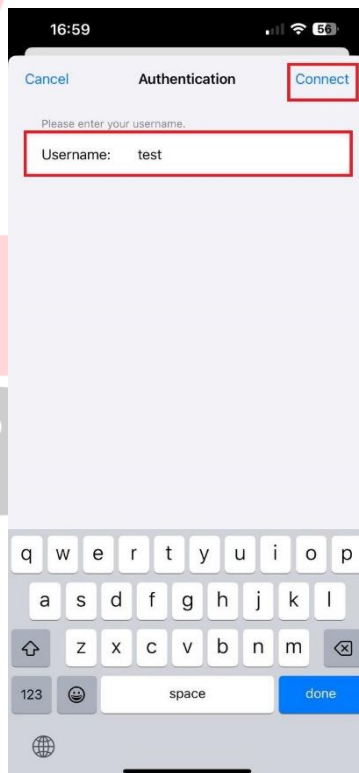 16:59 56
Cancel Authentication Connect
Please enter your username.
Username: test
q w e r t y u i o p
a s d f g h j k l
z x c v b n m
123 space done